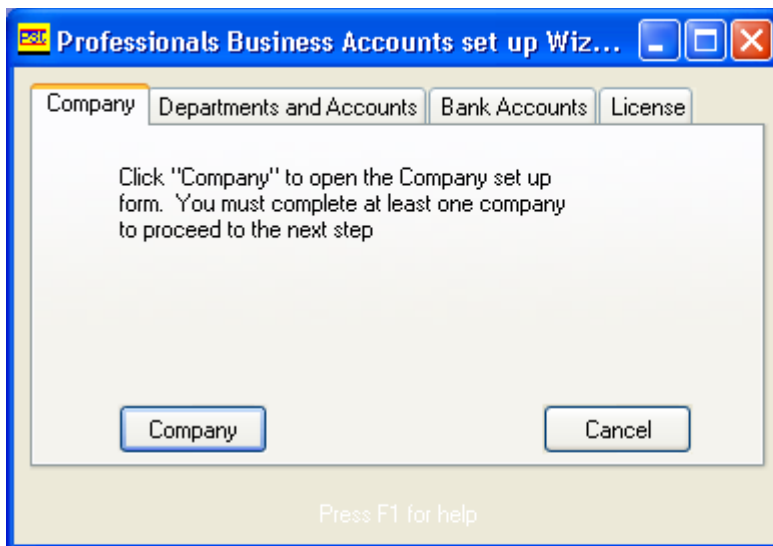 PSL Professionals Business Accounts set up Wiz...
Company Departments and Accounts Bank Accounts License
Click "Company" to open the Company set up
form. You must complete at least one company
to proceed to the next step
Company Cancel
Press F1 for help